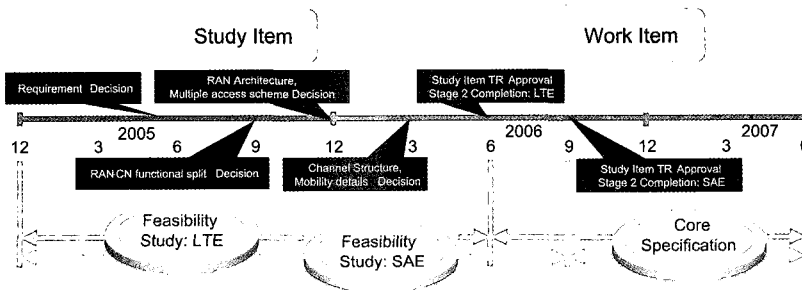 Study Item
Work Item
RAN Architecture,
Multiple access scheme Decision
Study Item TR Approval
Stage 2 Completion: LTE
Requirement Decision
2005
2006
2007
12 3 6 9 12 3 6 9 12 3 6
RAN-CN functional split Decision
Channel Structure,
Mobility details Decision
Study Item TR Approval
Stage 2 Completion: SAE
Feasibility
Study: LTE
Feasibility
Study: SAE
Core
Specification